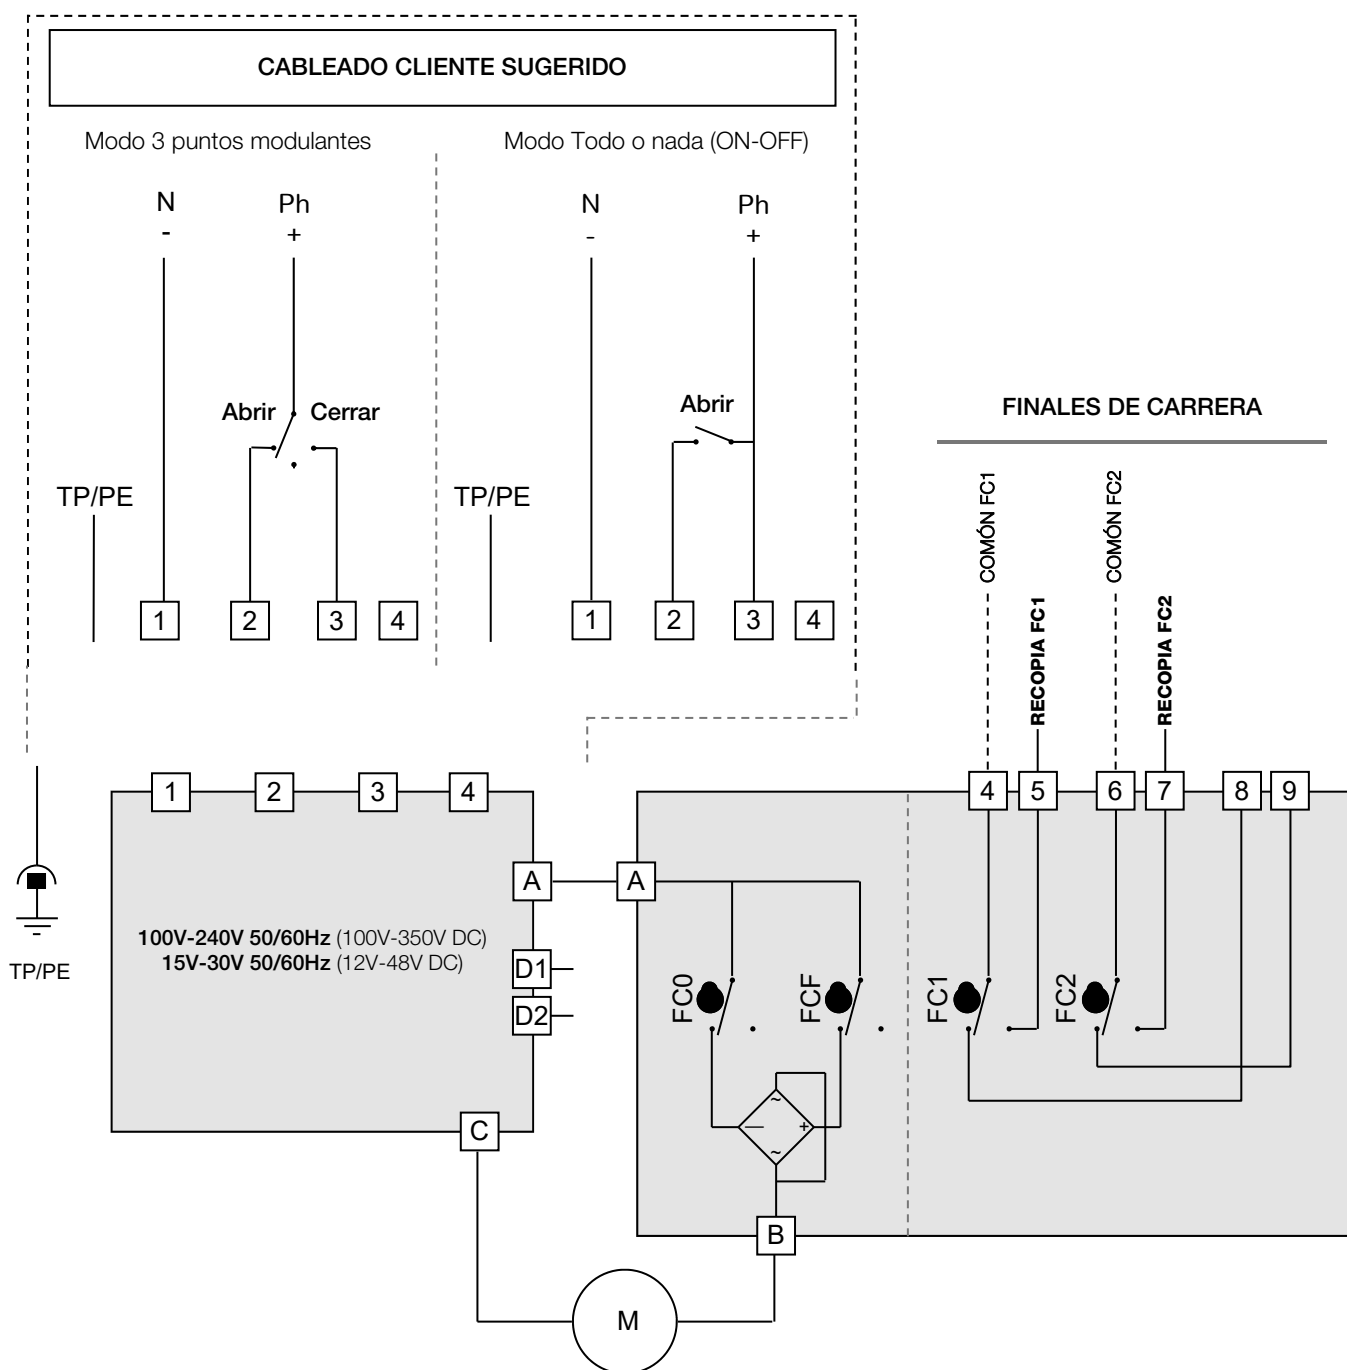 CABLEADO CLIENTE SUGERIDO
Modo 3 puntos modulantes
Modo Todo o nada (ON-OFF)
N
Ph
N
Ph
-
+
-
+
Abrir
Cerrar
Abrir
FINALES DE CARRERA
TP/PE
TP/PE
COMÓN FC1
COMÓN FC2
RECOPIA FC1
RECOPIA FC2
1
2
3
4
1
2
3
4
1
2
3
4
4
5
6
7
8
9
A
A
100V-240V 50/60Hz (100V-350V DC)
15V-30V 50/60Hz (12V-48V DC)
D1
D2
TP/PE
FC0
FCF
FC1
FC2
~
—
+
~
C
B
M